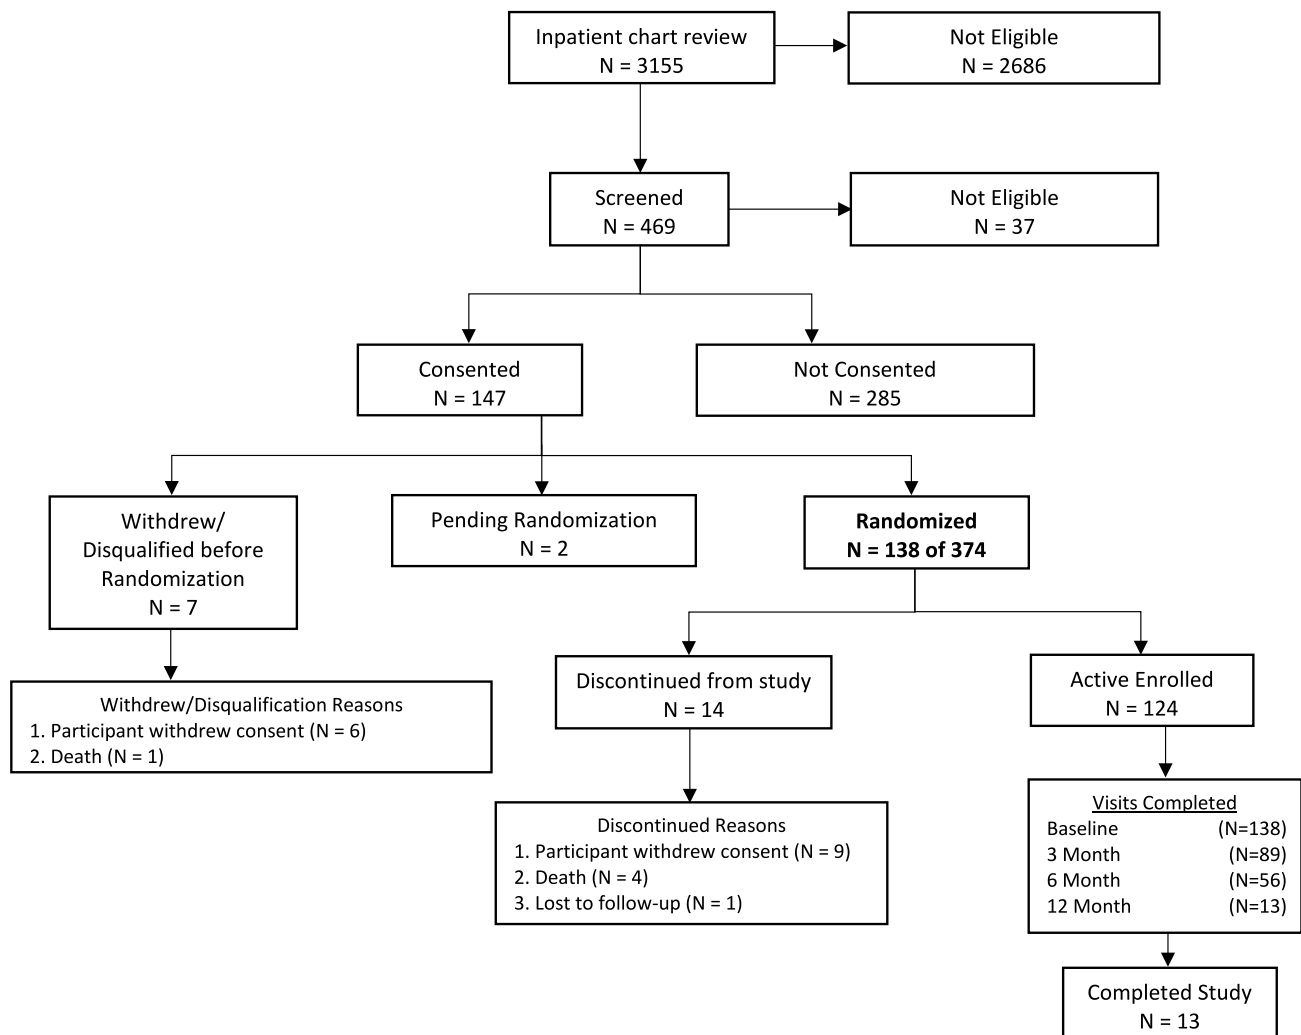 Inpatient chart review
N = 3155
Not Eligible
N = 2686
Screened
N = 469
Not Eligible
N = 37
Consented
N = 147
Not Consented
N = 285
Withdrew/
Disqualified before
Randomization
N = 7
Pending Randomization
N = 2
Randomized
N = 138 of 374
Withdrew/Disqualification Reasons
1. Participant withdrew consent (N = 6)
2. Death (N = 1)
Discontinued from study
N = 14
Active Enrolled
N = 124
Discontinued Reasons
1. Participant withdrew consent (N = 9)
2. Death (N = 4)
3. Lost to follow-up (N = 1)
Visits Completed
Baseline (N=138)
3 Month (N=89)
6 Month (N=56)
12 Month (N=13)
Completed Study
N = 13